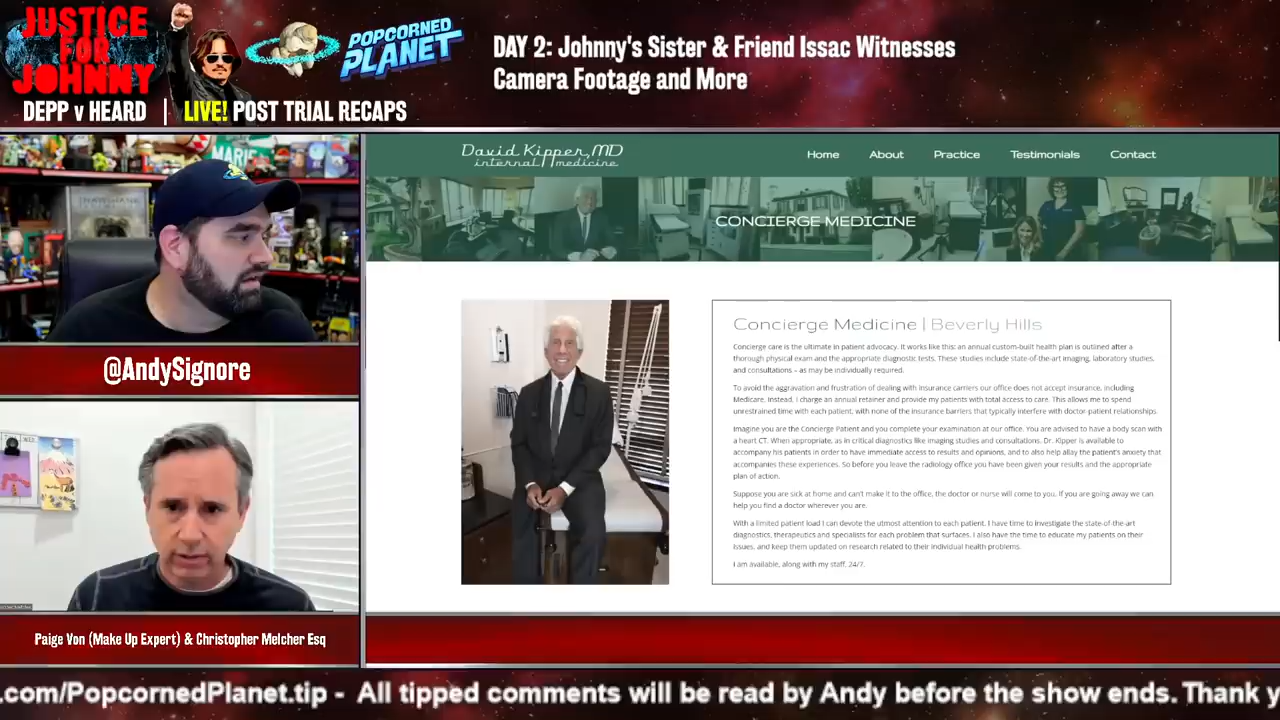 JUSTICE
FOR
JOHNNY
POPCORNED
PLANET
DEPP v HEARD | LIVE! POST TRIAL RECAPS
DAY 2: Johnny's Sister & Friend Issac Witnesses
Camera Footage and More
MARIE
@AndySignore
Paige Von (Make Up Expert) & Christopher Melcher Esq
David Kipper, MD
internal medicine
Home About Practice Testimonials Contact
CONCIERGE MEDICINE
Concierge Medicine | Beverly Hills
Concierge care is the ultimate in patient advocacy. It works like this: an annual custom-built health plan is outlined after a
thorough physical exam and the appropriate diagnostic tests. These studies include state-of-the-art imaging, laboratory studies,
and consultations – as may be individually required.
To avoid the aggravation and frustration of dealing with insurance carriers our office does not accept insurance, including
Medicare. Instead, I charge an annual retainer and provide my patients with total access to care. This allows me to spend
unrestrained time with each patient, with none of the insurance barriers that typically interfere with doctor-patient relationships.
Imagine you are the Concierge Patient and you complete your examination at our office. You are advised to have a body scan with
a heart CT. When appropriate, as in critical diagnostics like imaging studies and consultations. Dr. Kipper is available to
accompany his patients in order to have immediate access to results and opinions, and to also help allay the patient's anxiety that
accompanies these experiences. So before you leave the radiology office you have been given your results and the appropriate
plan of action.
Suppose you are sick at home and can't make it to the office, the doctor or nurse will come to you. If you are going away we can
help you find a doctor wherever you are.
With a limited patient load I can devote the utmost attention to each patient. I have time to investigate the state-of-the-art
diagnostics, therapeutics and specialists for each problem that surfaces. I also have the time to educate my patients on their
issues, and keep them updated on research related to their individual health problems.
I am available, along with my staff, 24/7.
.com/PopcornedPlanet.tip - All tipped comments will be read by Andy before the show ends. Thank y